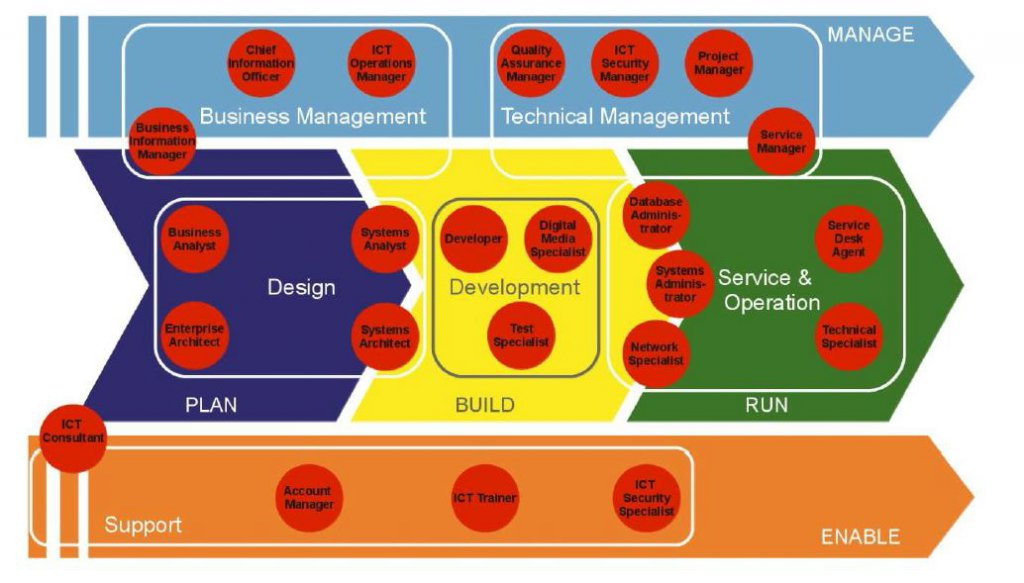 MANAGE
Chief
Information
Officer
ICT
Operations
Manager
Quality
Assurance
Manager
ICT
Security
Manager
Project
Manager
Business Management
Technical Management
Business
Information
Manager
Service
Manager
Business
Analyst
Systems
Analyst
Developer
Digital
Media
Specialist
Database
Adminis-
trator
Service
Desk
Agent
Design
Development
Systems
Adminis-
trator
Service &
Operation
Enterprise
Architect
Systems
Architect
Test
Specialist
Network
Specialist
Technical
Specialist
PLAN
BUILD
RUN
ICT
Consultant
Account
Manager
ICT Trainer
ICT
Security
Specialist
Support
ENABLE